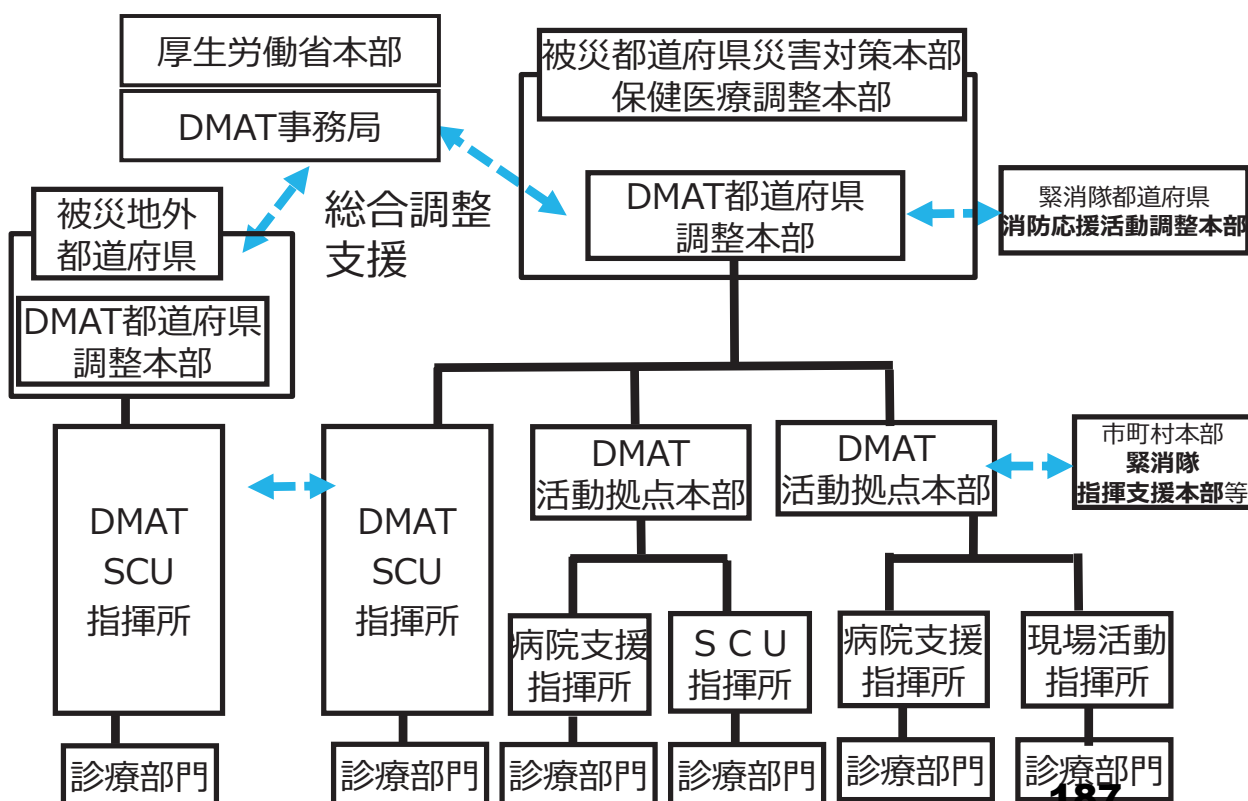 厚生労働省本部
DMAT事務局
被災都道府県災害対策本部
保健医療調整本部
DMAT都道府県
調整本部
緊消隊都道府県
消防応援活動調整本部
被災地外
都道府県
総合調整
支援
DMAT都道府県
調整本部
DMAT
SCU
指揮所
DMAT
SCU
指揮所
DMAT
活動拠点本部
DMAT
活動拠点本部
市町村本部
緊消隊
指揮支援本部等
病院支援
指揮所
ＳＣＵ
指揮所
病院支援
指揮所
現場活動
指揮所
診療部門
診療部門
診療部門
診療部門
診療部門
診療部門
187